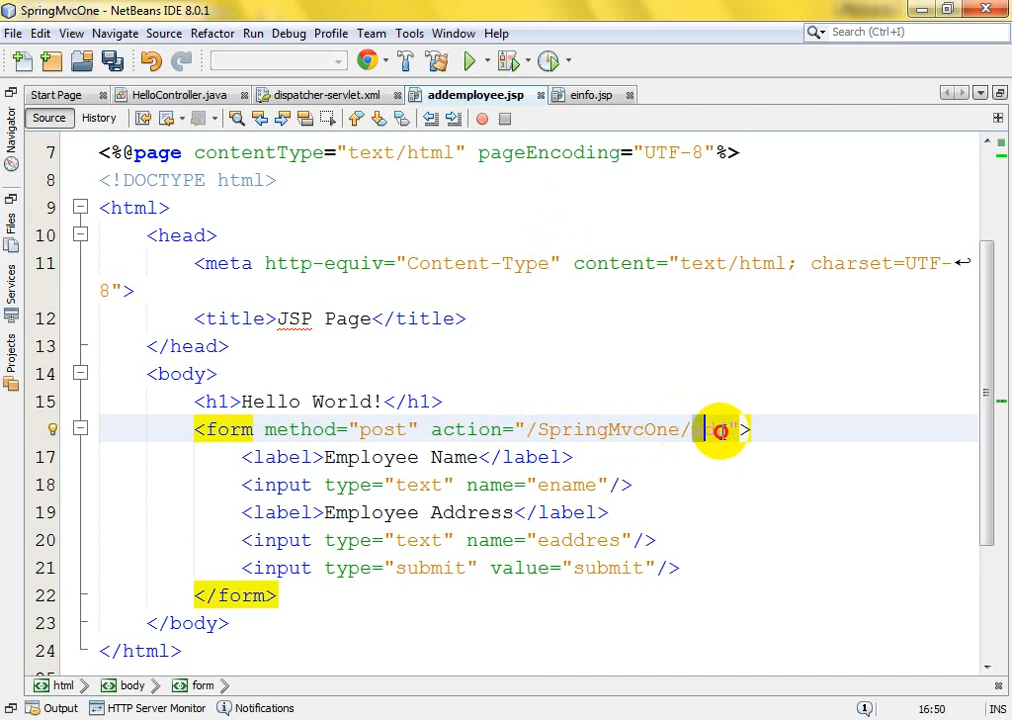 SpringMvcOne - NetBeans IDE 8.0.1
File Edit View Navigate Source Refactor Run Debug Profile Team Tools Window Help
Search (Ctrl+I)
Start Page HelloController.java dispatcher-servlet.xml addemployee.jsp einfo.jsp
Source History
Navigator
Files
Services
Projects
7 <%@page contentType="text/html" pageEncoding="UTF-8"%>
8 <!DOCTYPE html>
9 <html>
10 <head>
11 <meta http-equiv="Content-Type" content="text/html; charset=UTF-
8">
12 <title>JSP Page</title>
13 </head>
14 <body>
15 <h1>Hello World!</h1>
<form method="post" action="/SpringMvcOne/ ">
17 <label>Employee Name</label>
18 <input type="text" name="ename"/>
19 <label>Employee Address</label>
20 <input type="text" name="eaddres"/>
21 <input type="submit" value="submit"/>
22 </form>
23 </body>
24 </html>
html body form
Output HTTP Server Monitor Notifications 16:50 INS